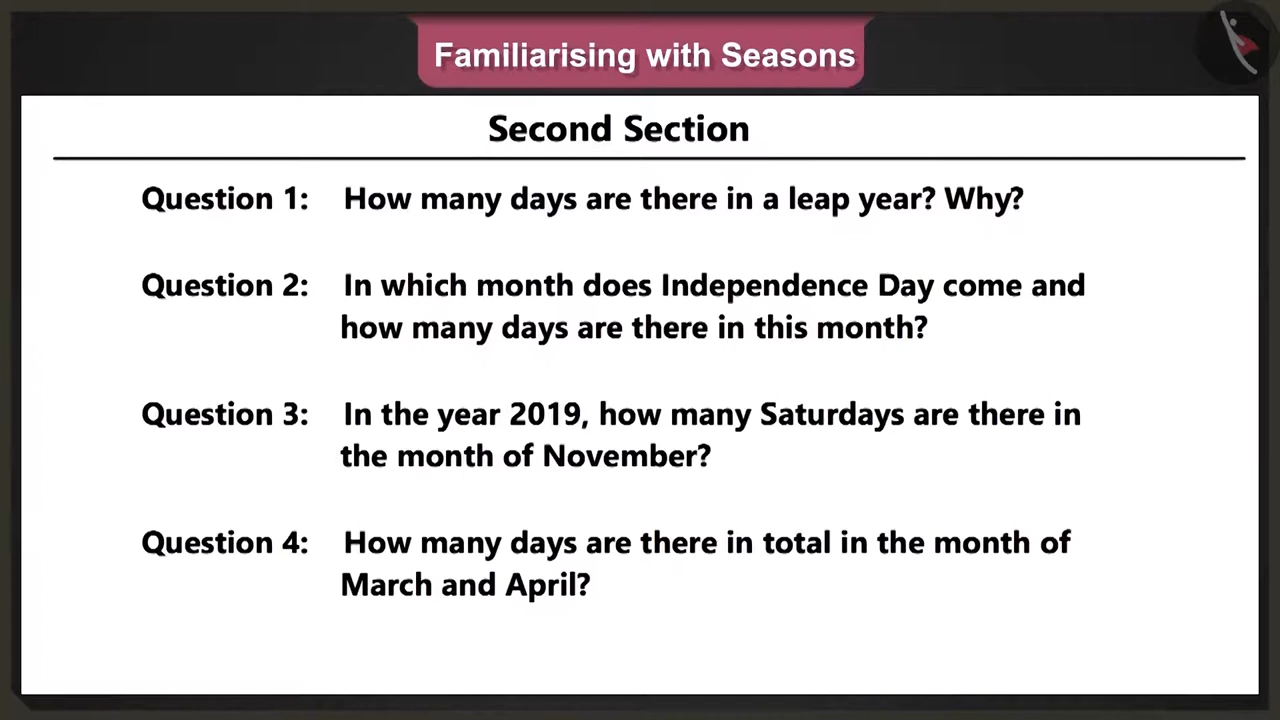 Familiarising with Seasons
Second Section
Question 1: How many days are there in a leap year? Why?
Question 2: In which month does Independence Day come and
how many days are there in this month?
Question 3: In the year 2019, how many Saturdays are there in
the month of November?
Question 4: How many days are there in total in the month of
March and April?